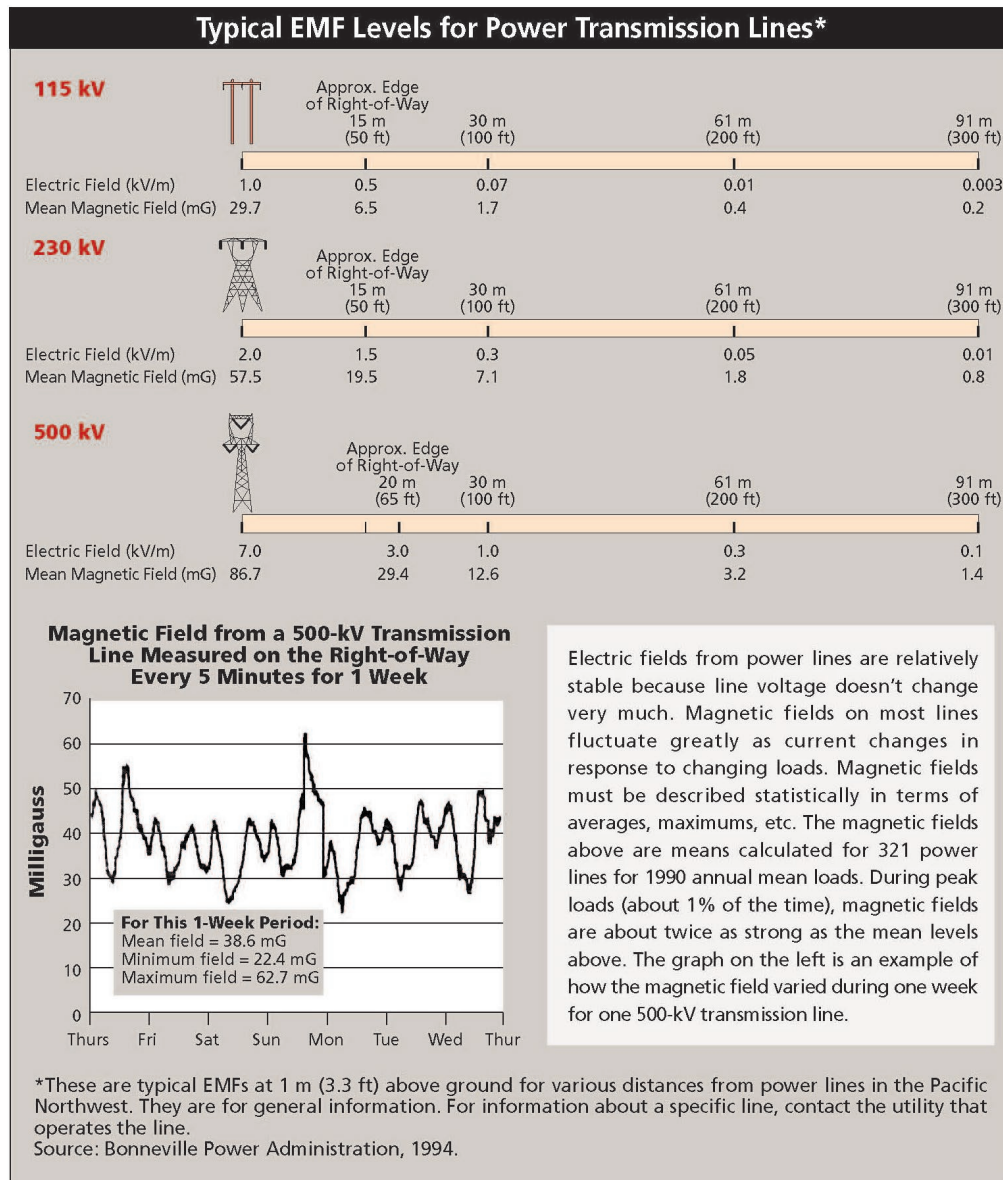 Typical EMF Levels for Power Transmission Lines*
115 kV
Approx. Edge
of Right-of-Way
15 m 30 m 61 m 91 m
(50 ft) (100 ft) (200 ft) (300 ft)
Electric Field (kV/m) 1.0 0.5 0.07 0.01 0.003
Mean Magnetic Field (mG) 29.7 6.5 1.7 0.4 0.2
230 kV
Approx. Edge
of Right-of-Way
15 m 30 m 61 m 91 m
(50 ft) (100 ft) (200 ft) (300 ft)
Electric Field (kV/m) 2.0 1.5 0.3 0.05 0.01
Mean Magnetic Field (mG) 57.5 19.5 7.1 1.8 0.8
500 kV
Approx. Edge
of Right-of-Way
20 m 30 m 61 m 91 m
(65 ft) (100 ft) (200 ft) (300 ft)
Electric Field (kV/m) 7.0 3.0 1.0 0.3 0.1
Mean Magnetic Field (mG) 86.7 29.4 12.6 3.2 1.4
Magnetic Field from a 500-kV Transmission
Line Measured on the Right-of-Way
Every 5 Minutes for 1 Week
Milligauss
70
60
50
40
30
20
10
0
For This 1-Week Period:
Mean field = 38.6 mG
Minimum field = 22.4 mG
Maximum field = 62.7 mG
Thurs Fri Sat Sun Mon Tue Wed Thur
Electric fields from power lines are relatively
stable because line voltage doesn't change
very much. Magnetic fields on most lines
fluctuate greatly as current changes in
response to changing loads. Magnetic fields
must be described statistically in terms of
averages, maximums, etc. The magnetic fields
above are means calculated for 321 power
lines for 1990 annual mean loads. During peak
loads (about 1% of the time), magnetic fields
are about twice as strong as the mean levels
above. The graph on the left is an example of
how the magnetic field varied during one week
for one 500-kV transmission line.
*These are typical EMFs at 1 m (3.3 ft) above ground for various distances from power lines in the Pacific
Northwest. They are for general information. For information about a specific line, contact the utility that
operates the line.
Source: Bonneville Power Administration, 1994.